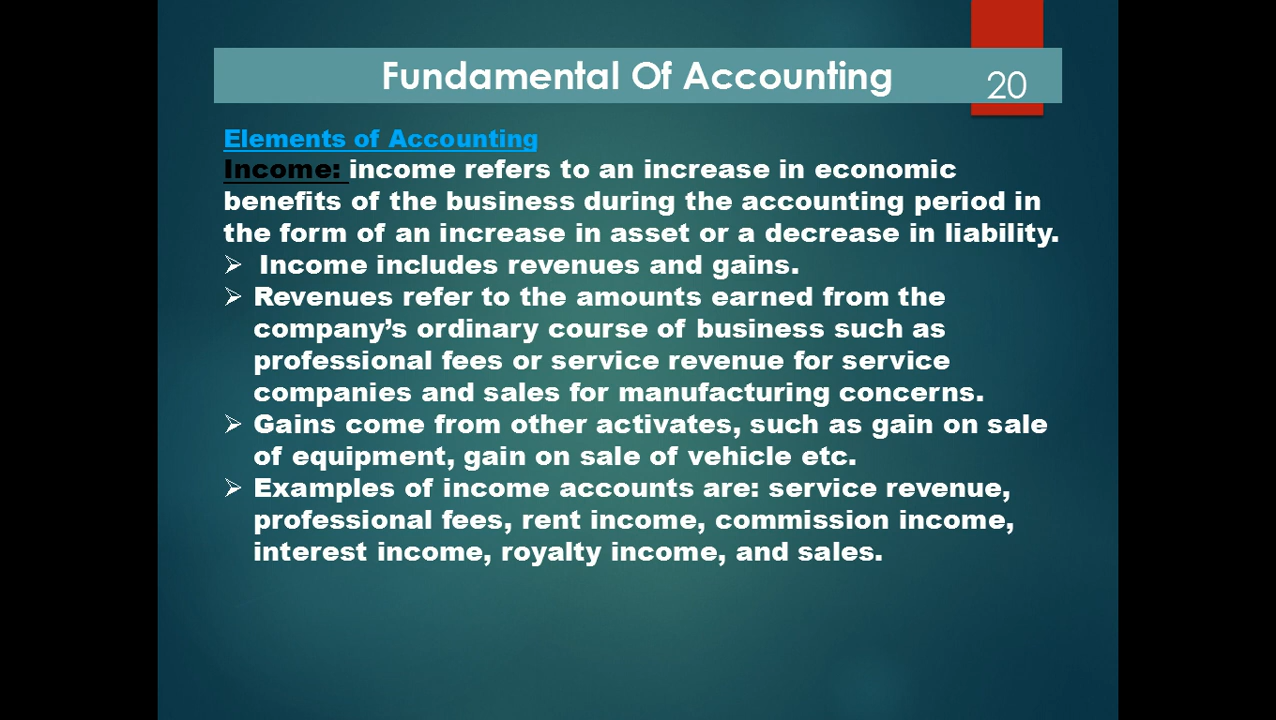 Fundamental Of Accounting
20
Elements of Accounting
Income: income refers to an increase in economic
benefits of the business during the accounting period in
the form of an increase in asset or a decrease in liability.
➢ Income includes revenues and gains.
➢ Revenues refer to the amounts earned from the
company’s ordinary course of business such as
professional fees or service revenue for service
companies and sales for manufacturing concerns.
➢ Gains come from other activates, such as gain on sale
of equipment, gain on sale of vehicle etc.
➢ Examples of income accounts are: service revenue,
professional fees, rent income, commission income,
interest income, royalty income, and sales.